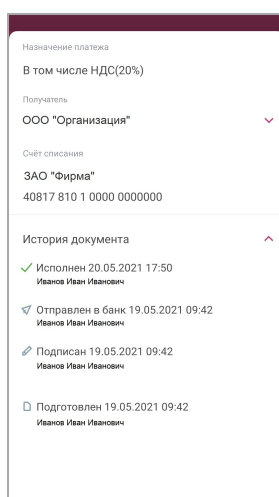 Назначение платежа
В том числе НДС(20%)
Получатель
ООО "Организация"
Счёт списания
ЗАО "Фирма"
40817 810 1 0000 0000000
История документа
Исполнен 20.05.2021 17:50
Иванов Иван Иванович
Отправлен в банк 19.05.2021 09:42
Иванов Иван Иванович
Подписан 19.05.2021 09:42
Иванов Иван Иванович
Подготовлен 19.05.2021 09:42
Иванов Иван Иванович